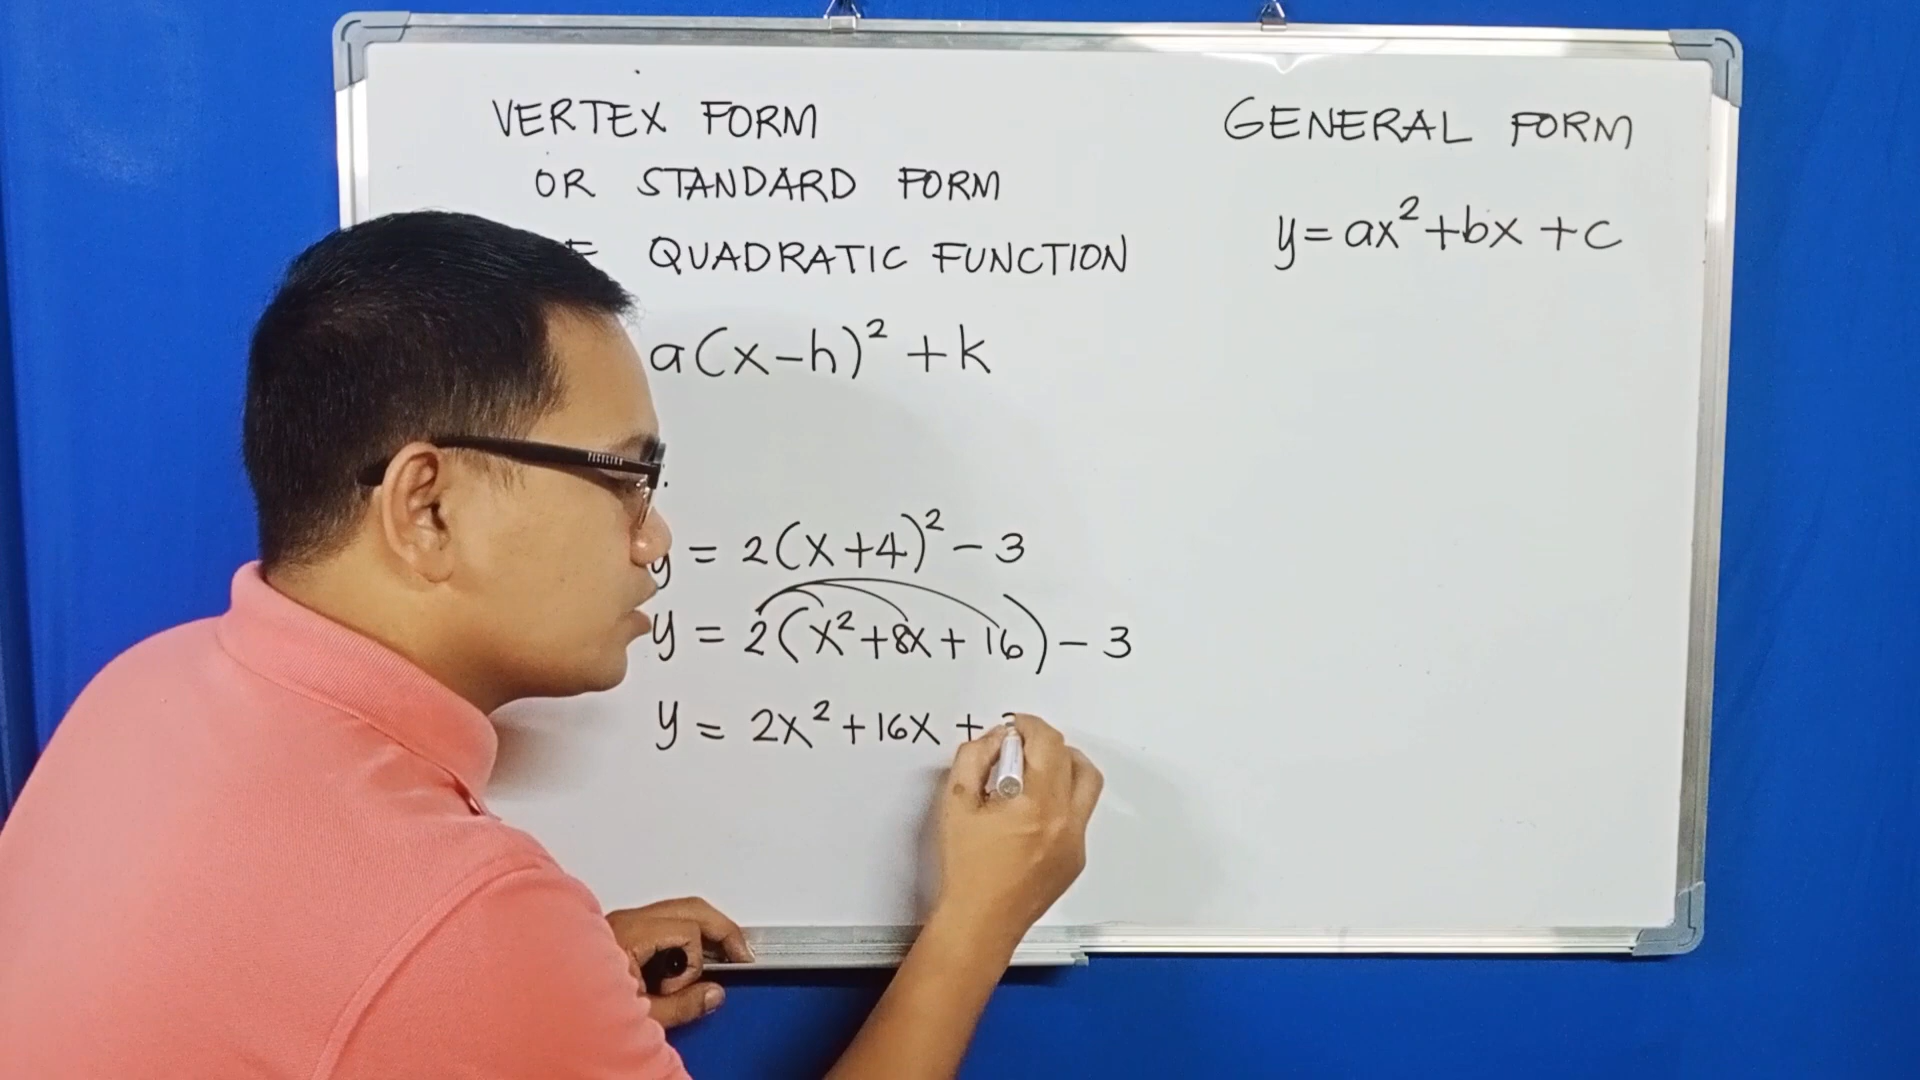 VERTEX FORM
OR STANDARD FORM
QUADRATIC FUNCTION
a(x-h)² + k
y = 2(x+4)² - 3
y = 2(x²+8x+16) - 3
y = 2x² + 16x +
GENERAL FORM
y = ax² + bx + c